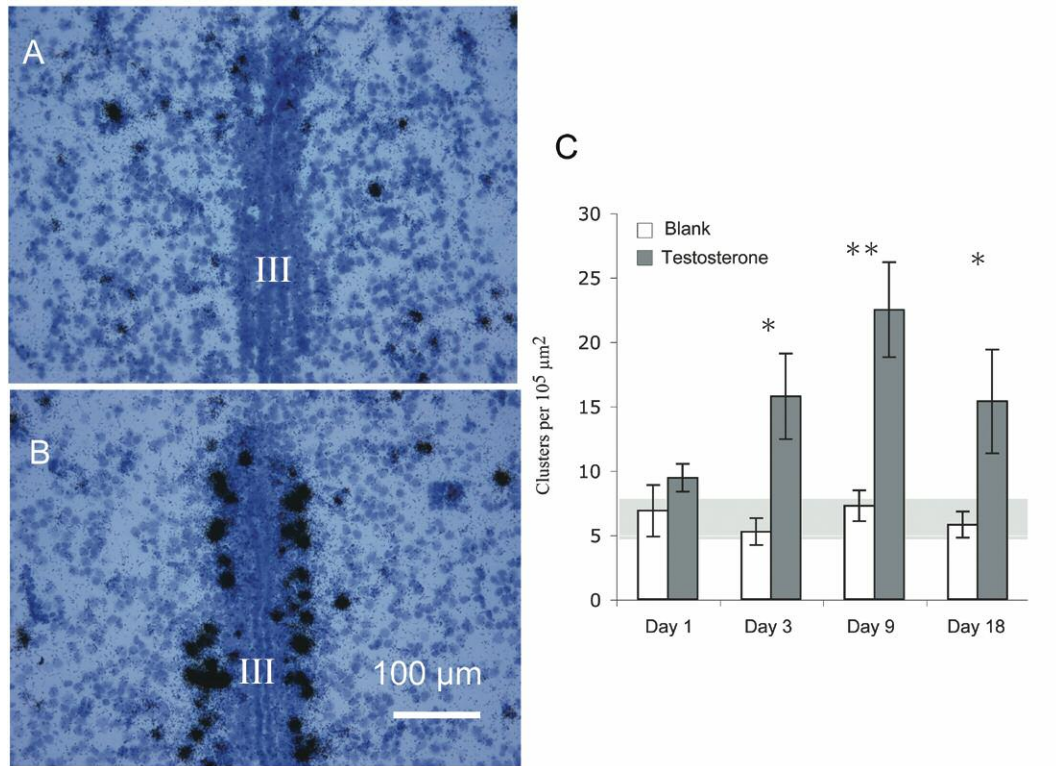 A
III
B
III
100 µm
C
Clusters per 10⁵ µm²
30
25
20
15
10
5
0
Blank
Testosterone
*
**
*
Day 1
Day 3
Day 9
Day 18